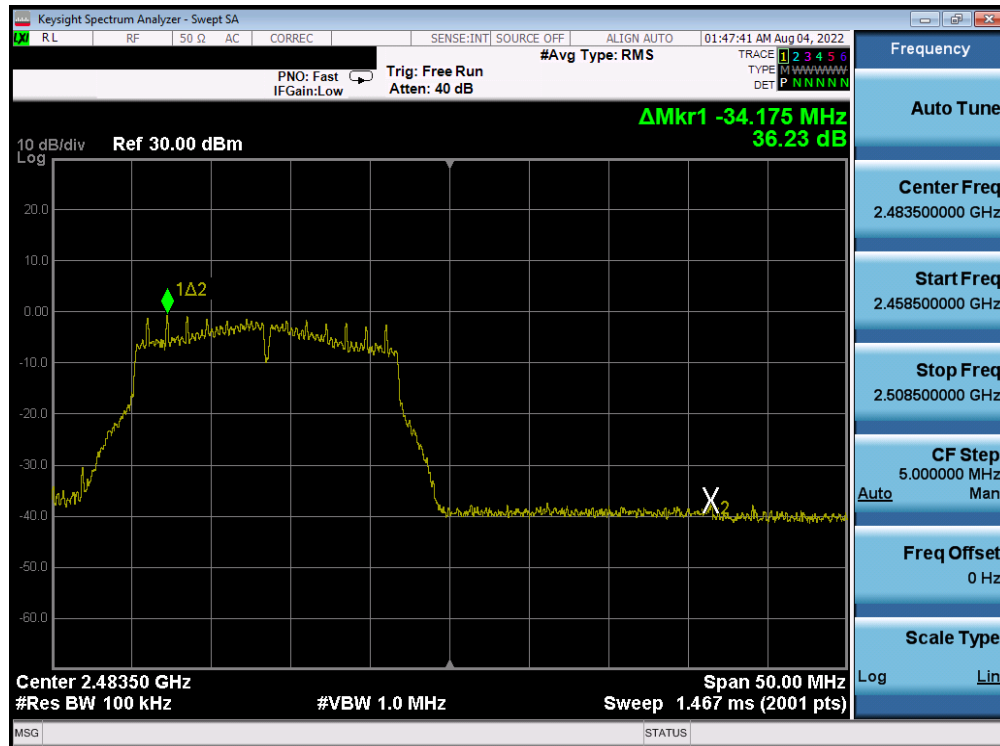 Keysight Spectrum Analyzer - Swept SA
LXI RL RF 50 Ω AC CORREC SENSE:INT SOURCE OFF ALIGN AUTO 01:47:41 AM Aug 04, 2022
#Avg Type: RMS
TRACE 1 2 3 4 5 6
PNO: Fast Trig: Free Run
TYPE M W W W W W
IFGain:Low Atten: 40 dB
DET P N N N N N
ΔMkr1 -34.175 MHz
36.23 dB
10 dB/div Ref 30.00 dBm
Log
20.0
10.0
0.00
-10.0
-20.0
-30.0
-40.0
-50.0
-60.0
1Δ2
X2
Center 2.48350 GHz Span 50.00 MHz
#Res BW 100 kHz #VBW 1.0 MHz Sweep 1.467 ms (2001 pts)
MSG STATUS
Frequency
Auto Tune
Center Freq
2.483500000 GHz
Start Freq
2.458500000 GHz
Stop Freq
2.508500000 GHz
CF Step
5.000000 MHz
Auto Man
Freq Offset
0 Hz
Scale Type
Log Lin